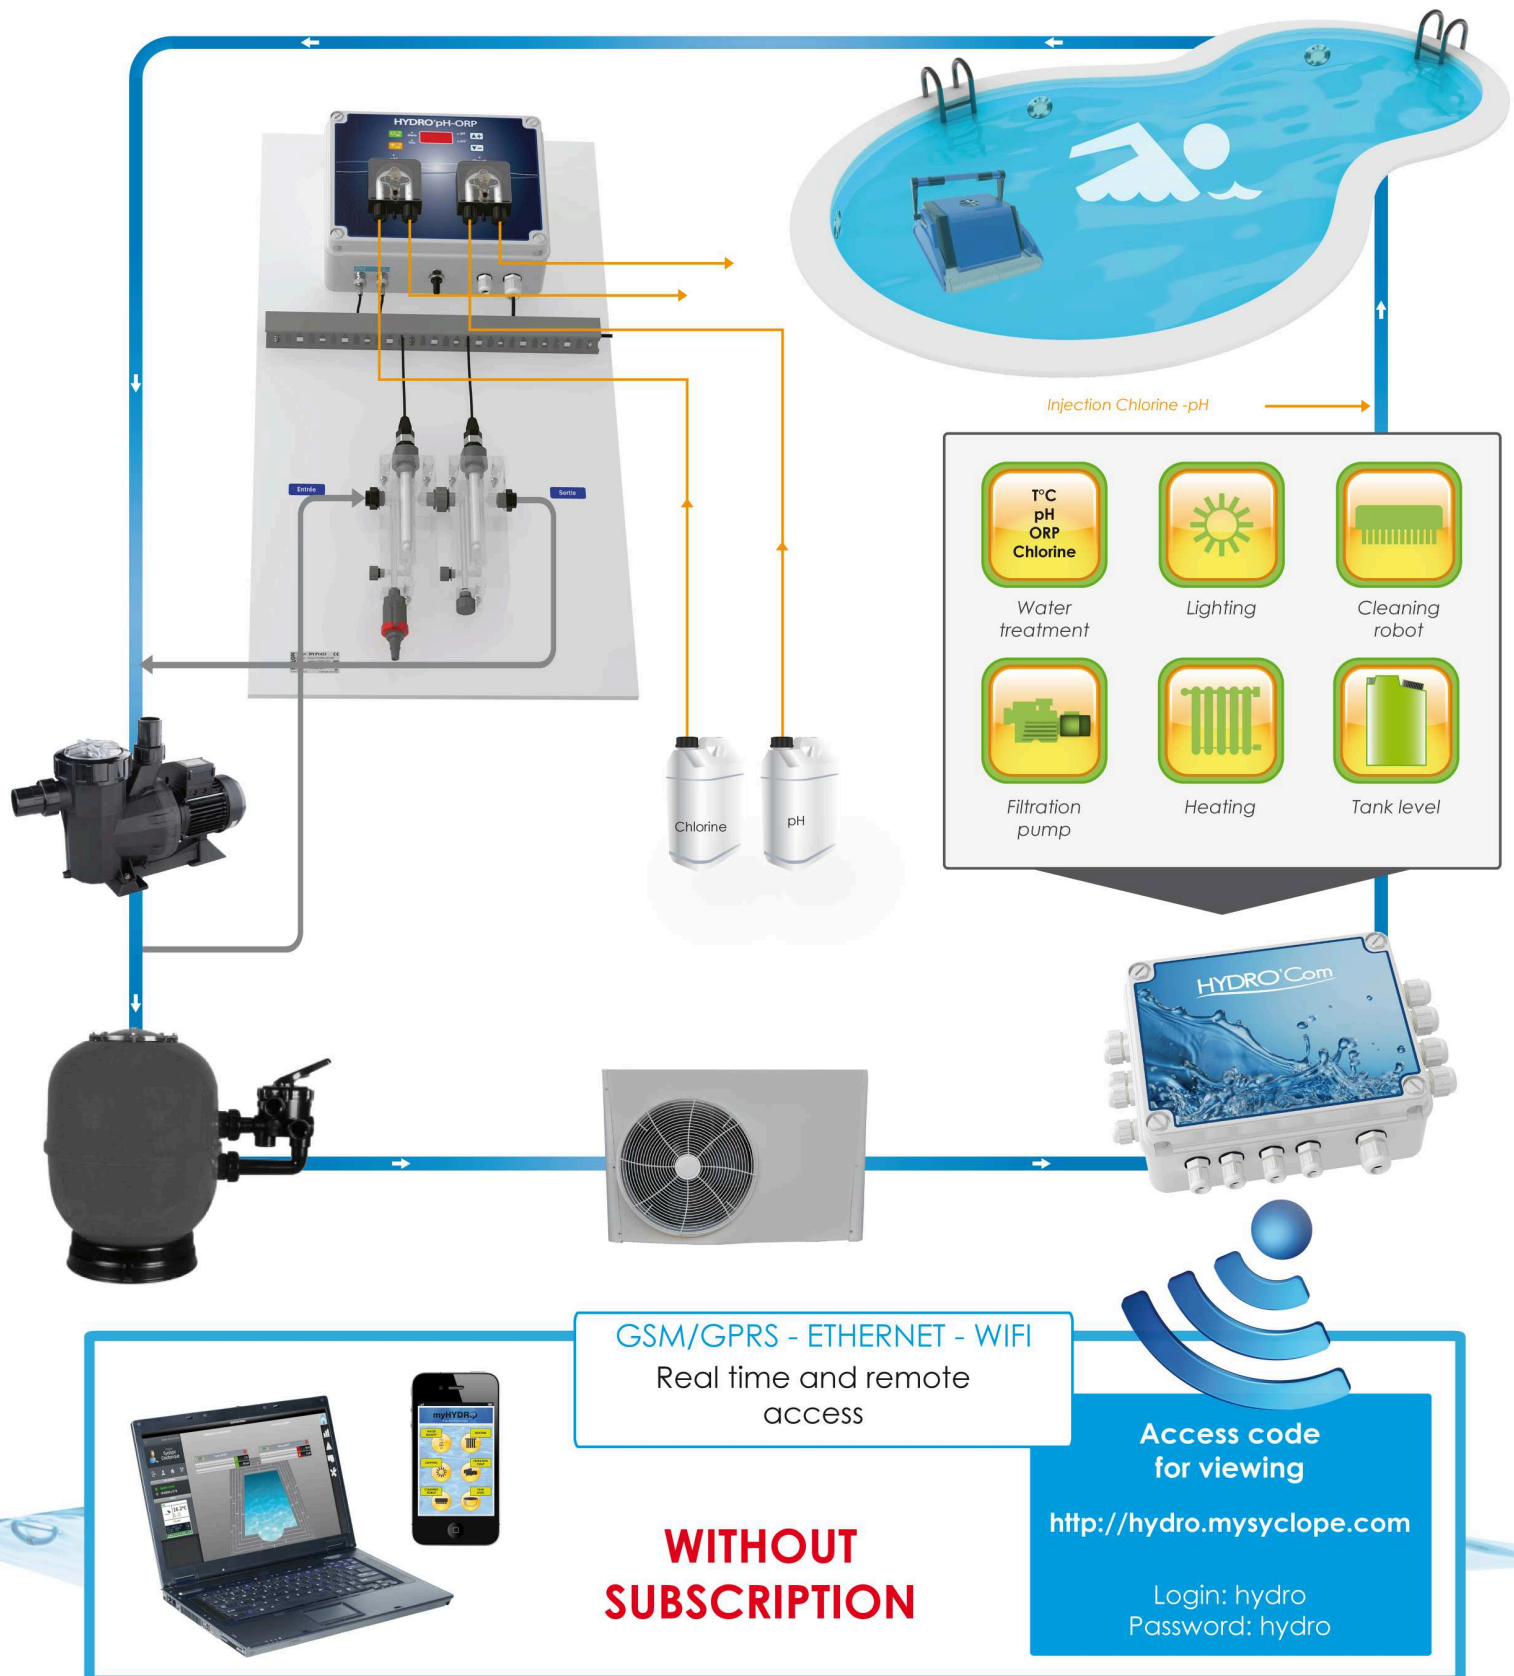 HYDRO'pH-ORP
Entrée
Sortie
Injection Chlorine -pH
T°C
pH
ORP
Chlorine
Water
treatment
Lighting
Cleaning
robot
Filtration
pump
Heating
Tank level
Chlorine
pH
HYDRO'Com
GSM/GPRS - ETHERNET - WIFI
Real time and remote
access
myHYDRO
WITHOUT
SUBSCRIPTION
Access code
for viewing
http://hydro.mysyclope.com
Login: hydro
Password: hydro